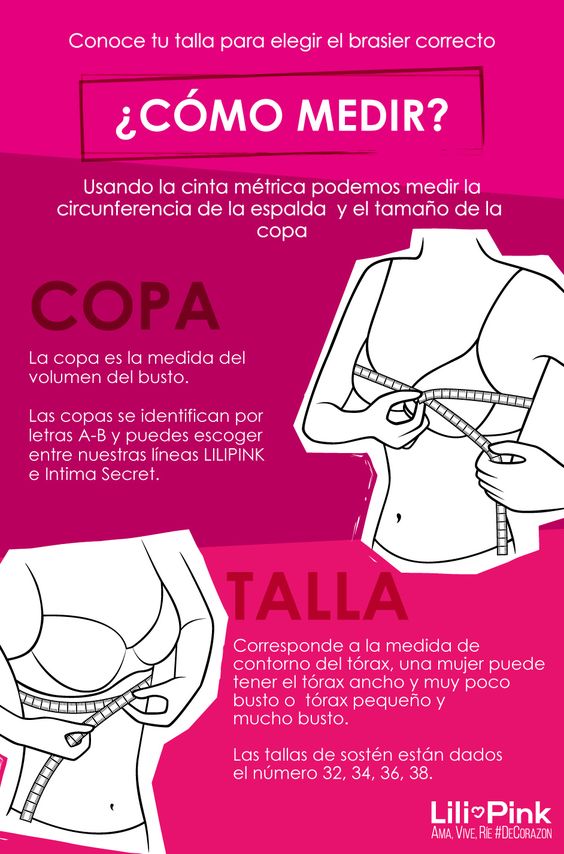 Conoce tu talla para elegir el brasier correcto
¿CÓMO MEDIR?
Usando la cinta métrica podemos medir la
circunferencia de la espalda y el tamaño de la
copa
COPA
La copa es la medida del
volumen del busto.
Las copas se identifican por
letras A-B y puedes escoger
entre nuestras líneas LILIPINK
e Intima Secret.
TALLA
Corresponde a la medida de
contorno del tórax, una mujer puede
tener el tórax ancho y muy poco
busto o tórax pequeño y
mucho busto.
Las tallas de sostén están dados
el número 32, 34, 36, 38.
Lili Pink
AMA, VIVE, RÍE #DECORAZON